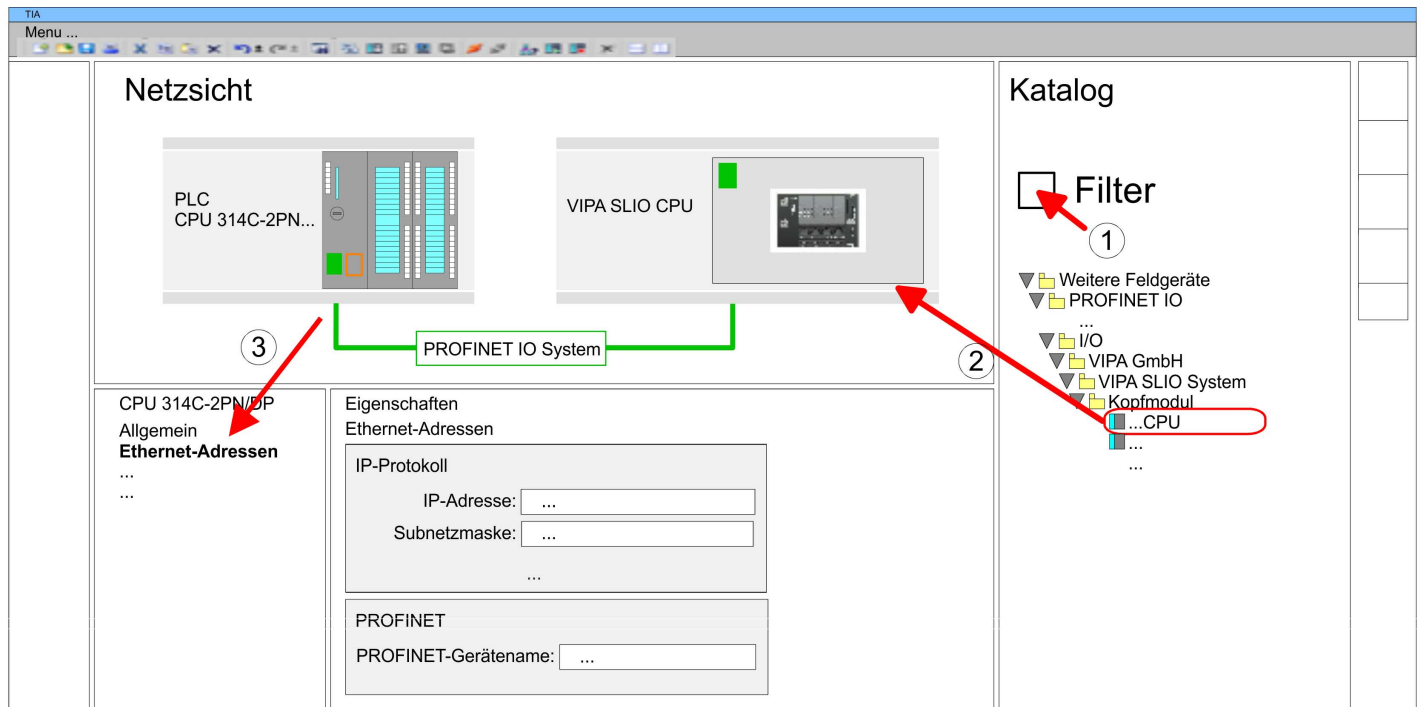 TIA
Menu ...
Netzsicht
PLC
CPU 314C-2PN...
VIPA SLIO CPU
PROFINET IO System
3
2
Katalog
Filter
1
Weitere Feldgeräte
PROFINET IO
...
I/O
VIPA GmbH
VIPA SLIO System
Kopfmodul
...CPU
...
...
CPU 314C-2PN/DP
Allgemein
Ethernet-Adressen
...
...
Eigenschaften
Ethernet-Adressen
IP-Protokoll
IP-Adresse: ...
Subnetzmaske: ...
...
PROFINET
PROFINET-Gerätename: ...